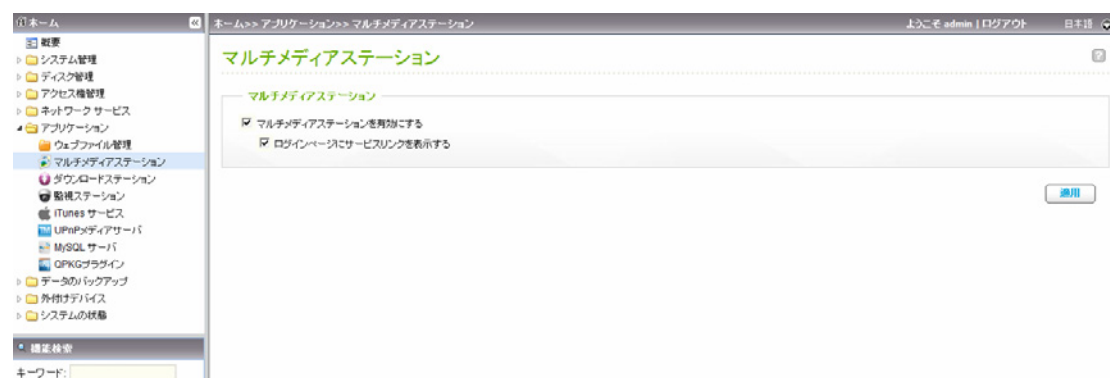 ホーム
ホーム>> アプリケーション>> マルチメディアステーション
ようこそ admin | ログアウト
日本語
概要
システム管理
ディスク管理
アクセス権管理
ネットワーク サービス
アプリケーション
ウェブファイル管理
マルチメディアステーション
ダウンロードステーション
監視ステーション
iTunes サービス
UPnPメディアサーバ
MySQL サーバ
QPKGプラグイン
データのバックアップ
外付けデバイス
システムの状態
機能検索
キーワード:
マルチメディアステーション
マルチメディアステーション
マルチメディアステーションを有効にする
ログインページにサービスリンクを表示する
適用